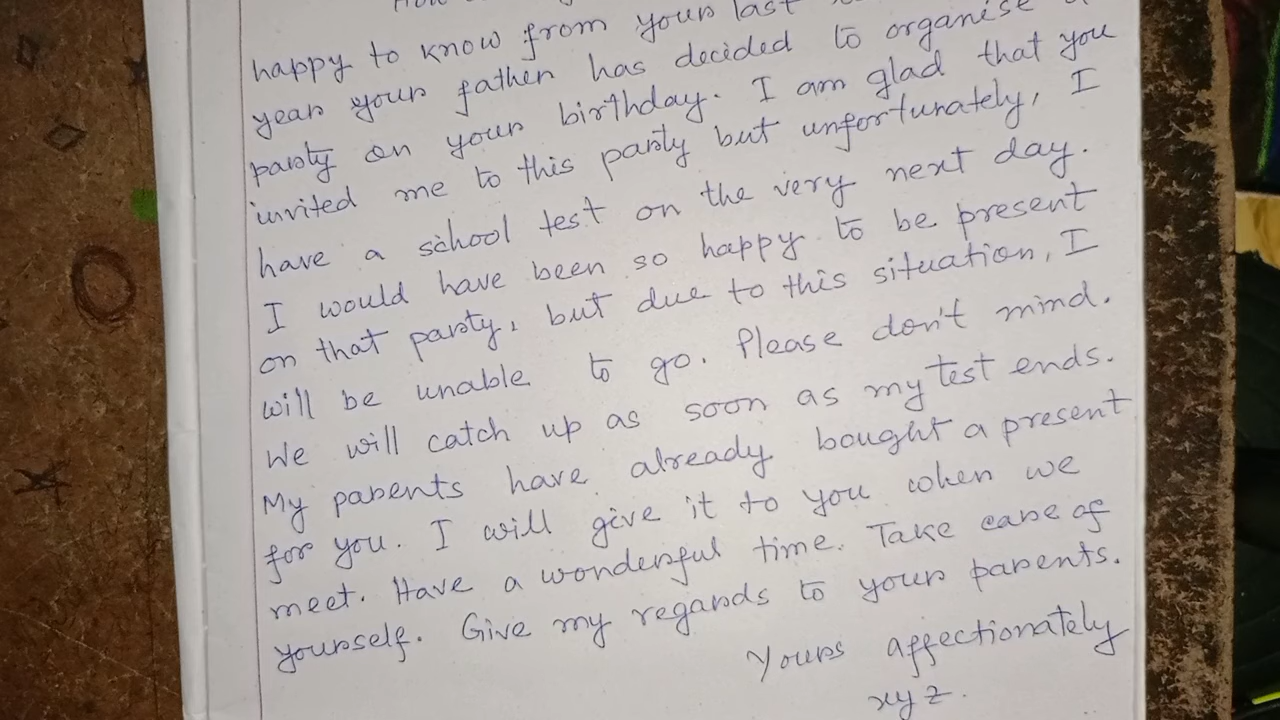 happy to know from your last
year your father has decided to organise a
party on your birthday. I am glad that you
invited me to this party but unfortunately, I
have a school test on the very next day.
I would have been so happy to be present
on that party, but due to this situation, I
will be unable to go. Please don't mind.
We will catch up as soon as my test ends.
My parents have already bought a present
for you. I will give it to you when we
meet. Have a wonderful time. Take care of
yourself. Give my regards to your parents.
Yours affectionately
xyz.